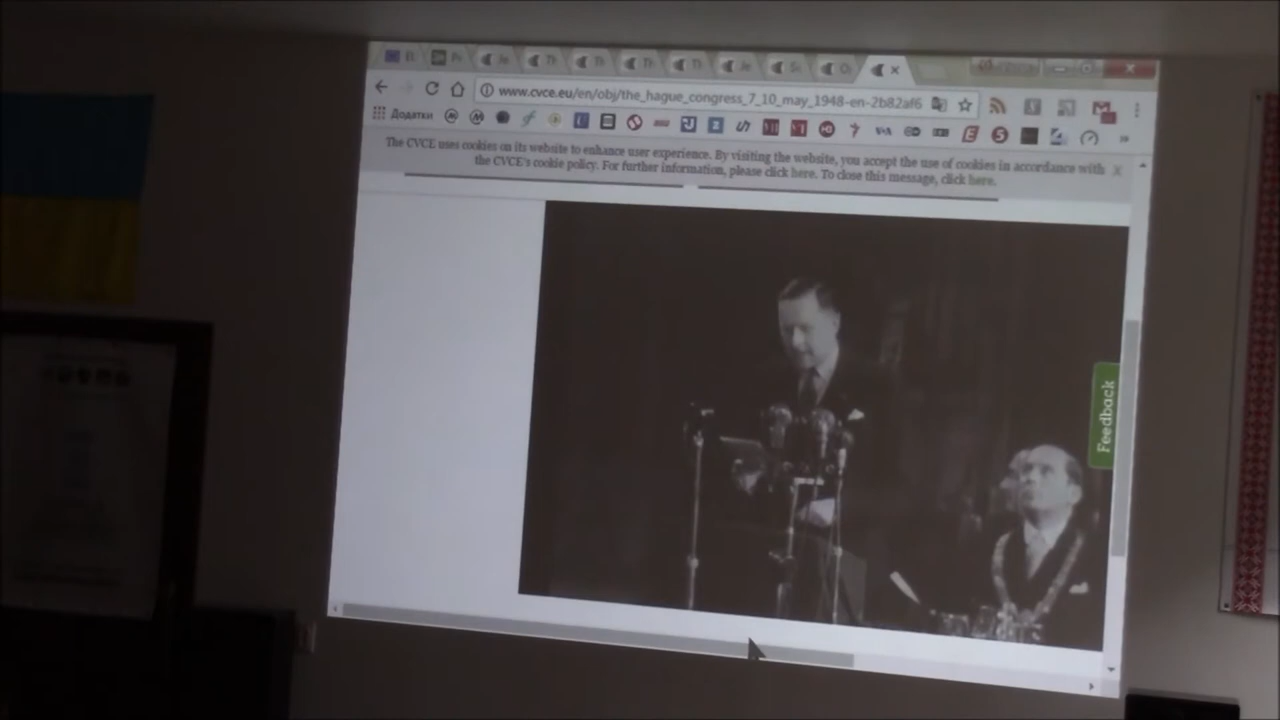 www.cvce.eu/en/obj/the_hague_congress_7_10_may_1948-en-2b82af6
Додатки
The CVCE uses cookies on its website to enhance user experience. By visiting the website, you accept the use of cookies in accordance with
the CVCE's cookie policy. For further information, please click here. To close this message, click here.
Feedback